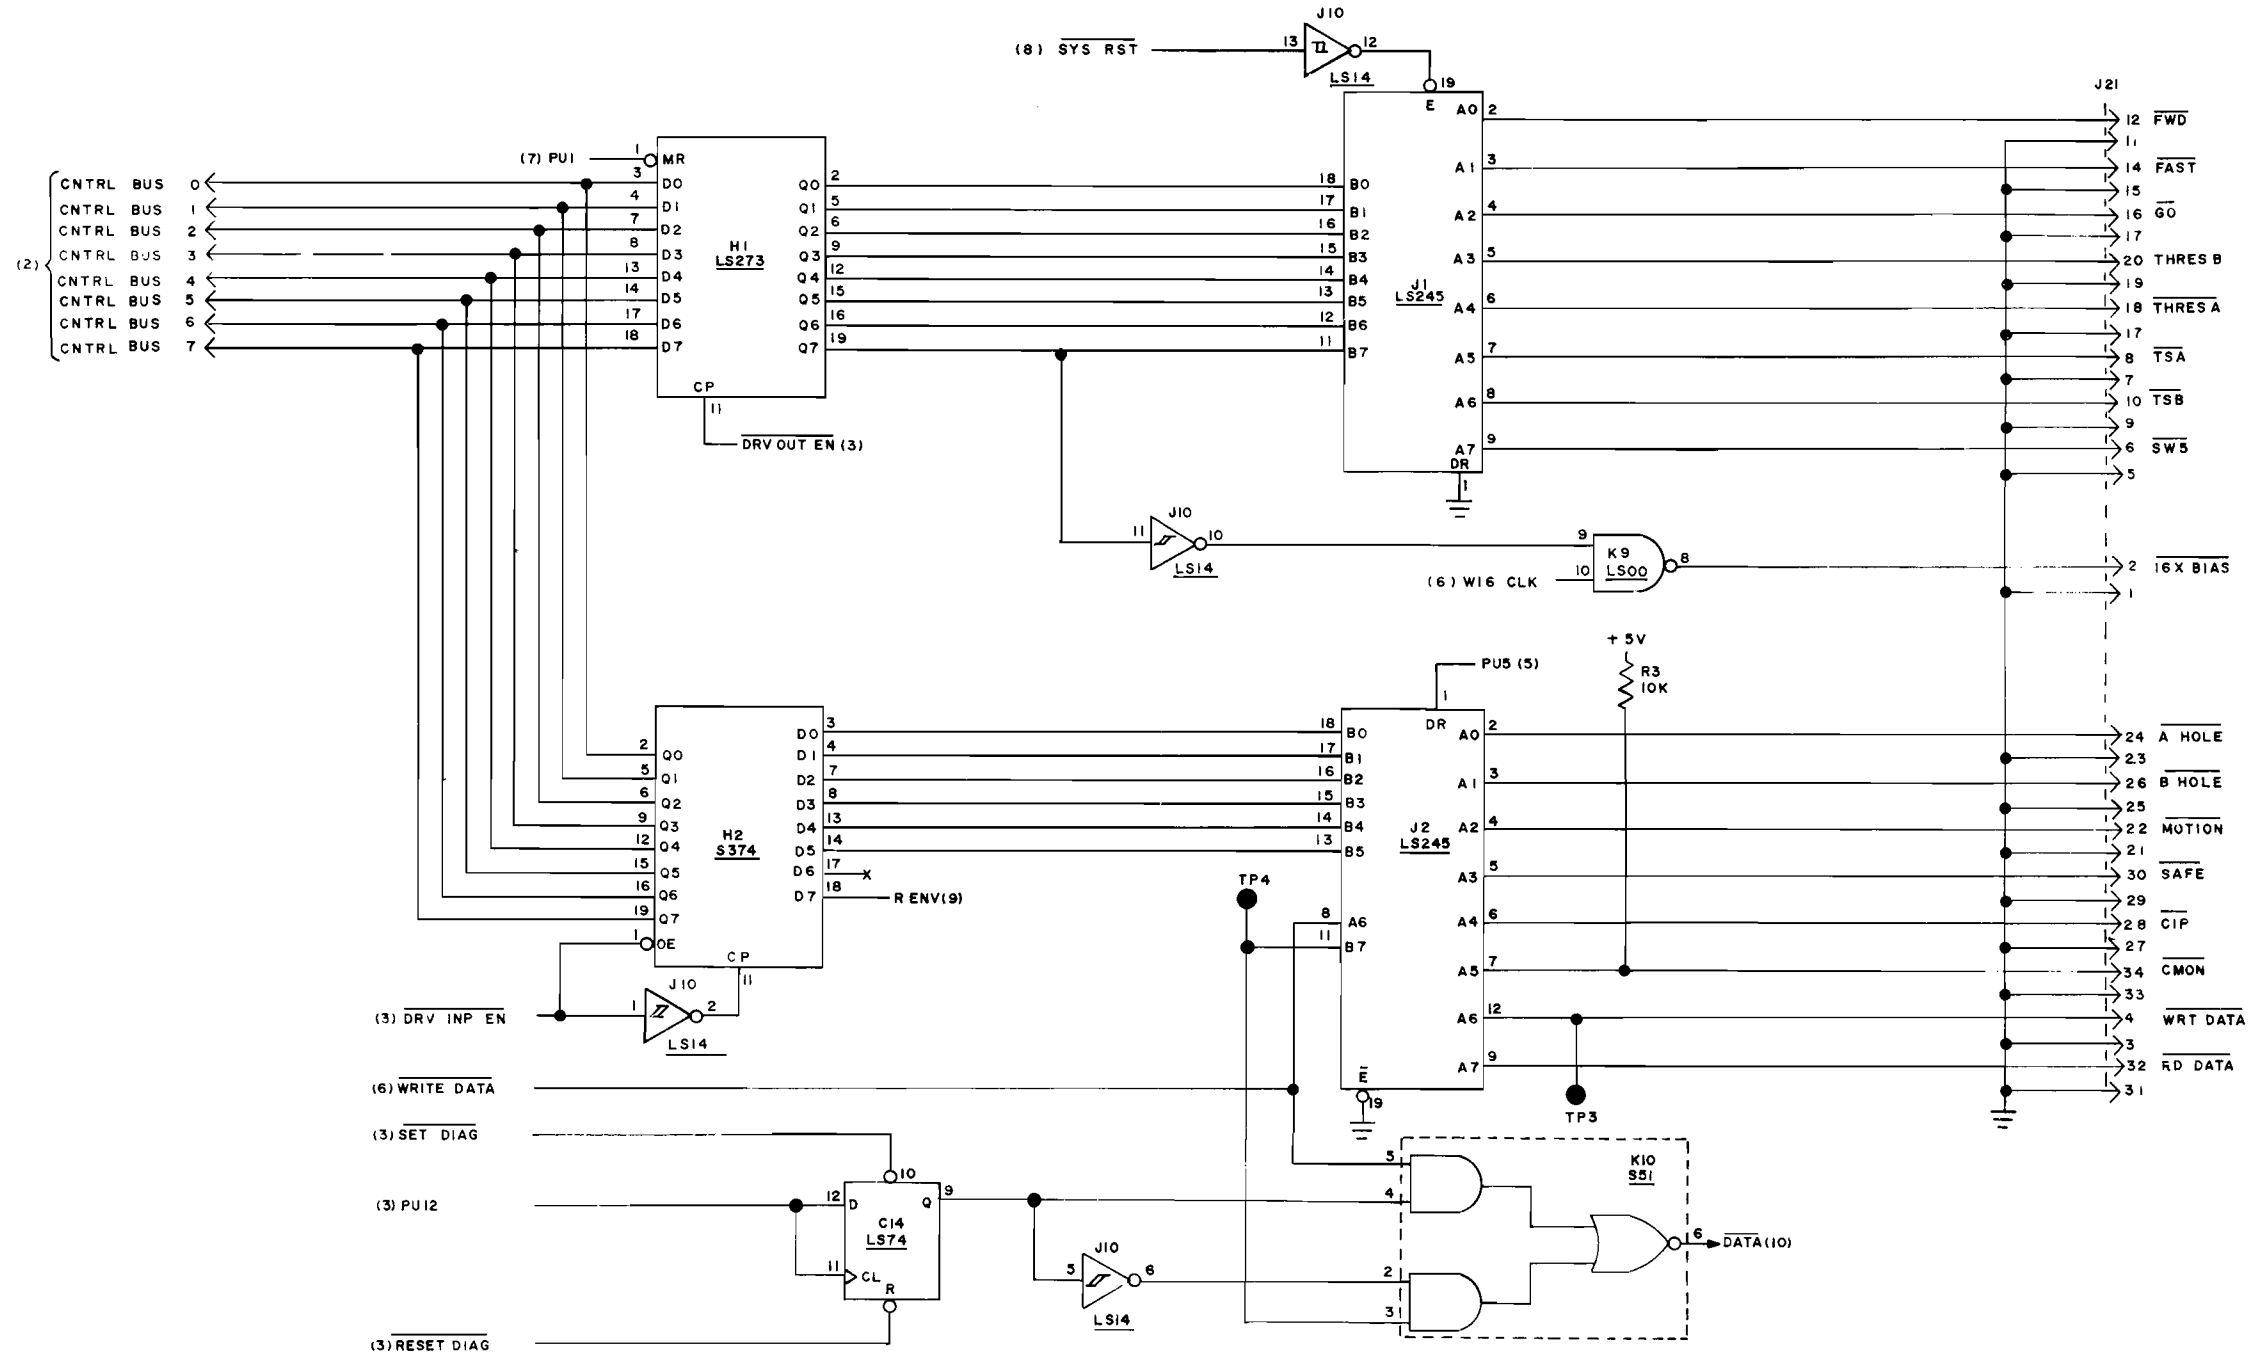 J10
(8) SYS RST 13 12
LS14
19
E
J21
(7) PU1
1 MR
(2)
CNTRL BUS 0 3 D0
CNTRL BUS 1 4 D1
CNTRL BUS 2 7 D2
CNTRL BUS 3 8 D3
CNTRL BUS 4 13 D4
CNTRL BUS 5 14 D5
CNTRL BUS 6 17 D6
CNTRL BUS 7 18 D7
H1
LS273
Q0 2
Q1 5
Q2 6
Q3 9
Q4 12
Q5 15
Q6 16
Q7 19
CP
11
DRV OUT EN (3)
18 B0
17 B1
16 B2
15 B3
14 B4
13 B5
12 B6
11 B7
J1
LS245
A0 2
A1 3
A2 4
A3 5
A4 6
A5 7
A6 8
A7 9
DR
1
12 FWD
11
14 FAST
15
16 GO
17
20 THRES B
19
18 THRES A
17
8 TSA
7
10 TSB
9
6 SW5
5
J10
11 10
LS14
9
K9
LS00
8
(6) W16 CLK 10
2 16X BIAS
1
+ 5V
R3
10K
PU5 (5)
1
DR
2 Q0
5 Q1
6 Q2
9 Q3
12 Q4
15 Q5
16 Q6
19 Q7
1 OE
H2
S374
D0 3
D1 4
D2 7
D3 8
D4 13
D5 14
D6 17 X
D7 18 R ENV(9)
CP
11
J10
1 2
LS14
(3) DRV INP EN
18 B0
17 B1
16 B2
15 B3
14 B4
13 B5
TP4
8 A6
11 B7
J2
LS245
A0 2
A1 3
A2 4
A3 5
A4 6
A5 7
A6 12
A7 9
E
19
TP3
24 A HOLE
23
26 B HOLE
25
22 MOTION
21
30 SAFE
29
28 CIP
27
34 CMON
33
4 WRT DATA
3
32 RD DATA
31
(6) WRITE DATA
(3) SET DIAG
10
(3) PU12
12 D
Q 9
C14
LS74
11 CL
R
(3) RESET DIAG
J10
5 6
LS14
5
4
2
3
K10
S51
6 DATA (10)